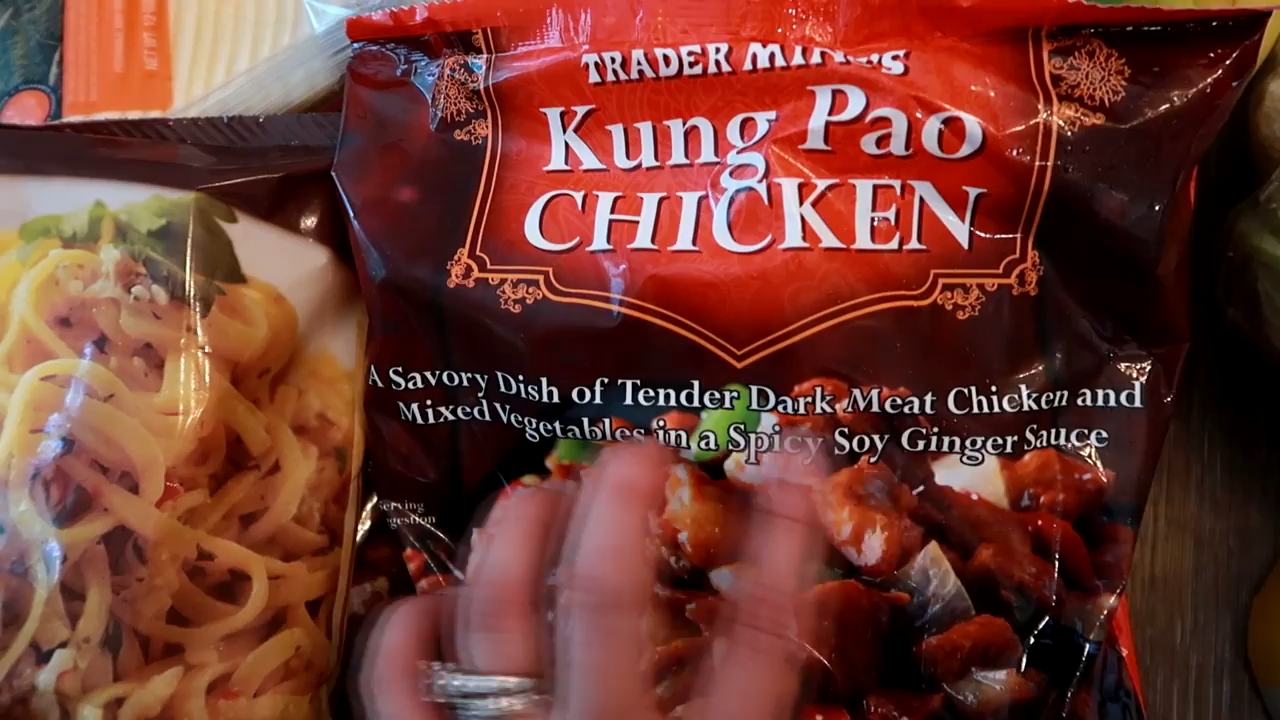 TRADER MING'S
Kung Pao
CHICKEN
A Savory Dish of Tender Dark Meat Chicken and
Mixed Vegetables in a Spicy Soy Ginger Sauce